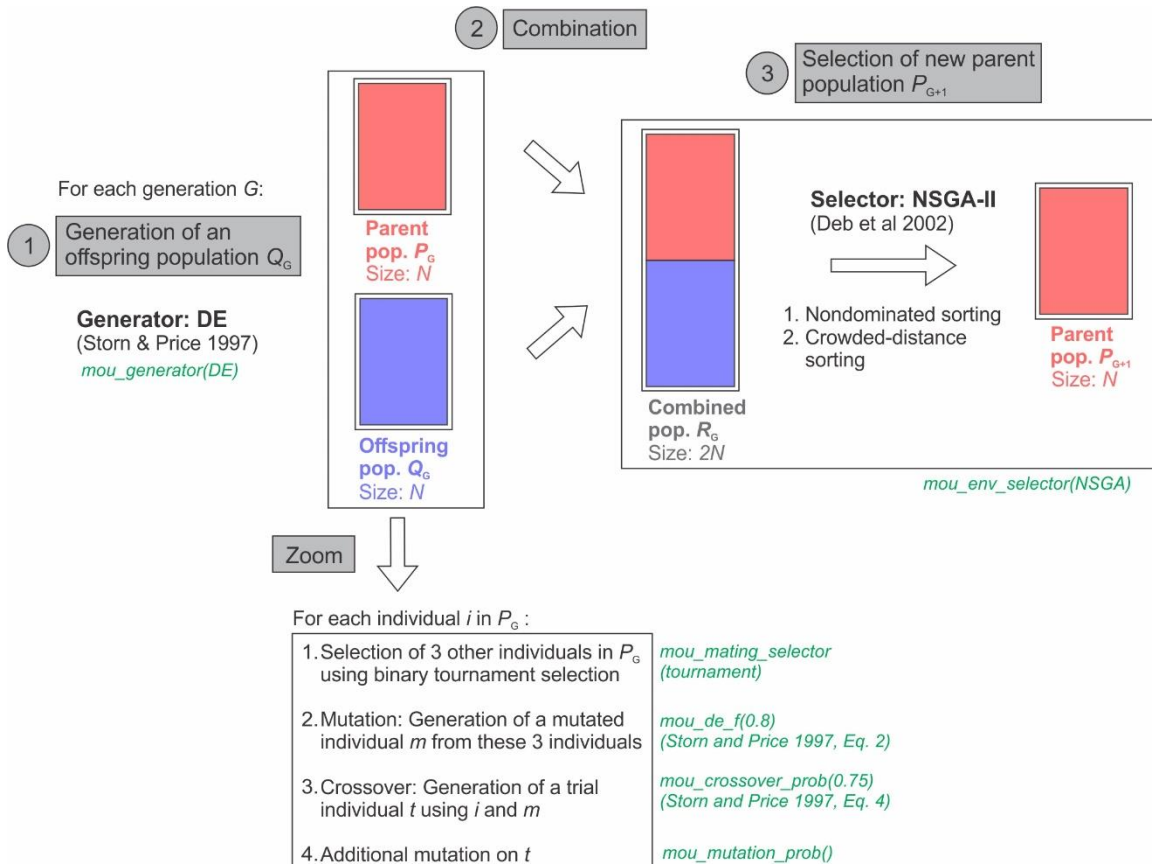 2
Combination
3
Selection of new parent
population P_G+1
For each generation G:
1
Generation of an
offspring population Q_G
Generator: DE
(Storn & Price 1997)
mou_generator(DE)
Parent
pop. P_G
Size: N
Offspring
pop. Q_G
Size: N
Combined
pop. R_G
Size: 2N
Selector: NSGA-II
(Deb et al 2002)
1. Nondominated sorting
2. Crowded-distance
sorting
Parent
pop. P_G+1
Size: N
mou_env_selector(NSGA)
Zoom
For each individual i in P_G :
1. Selection of 3 other individuals in P_G
using binary tournament selection
mou_mating_selector
(tournament)
2. Mutation: Generation of a mutated
individual m from these 3 individuals
mou_de_f(0.8)
(Storn and Price 1997, Eq. 2)
3. Crossover: Generation of a trial
individual t using i and m
mou_crossover_prob(0.75)
(Storn and Price 1997, Eq. 4)
4. Additional mutation on t
mou_mutation_prob()